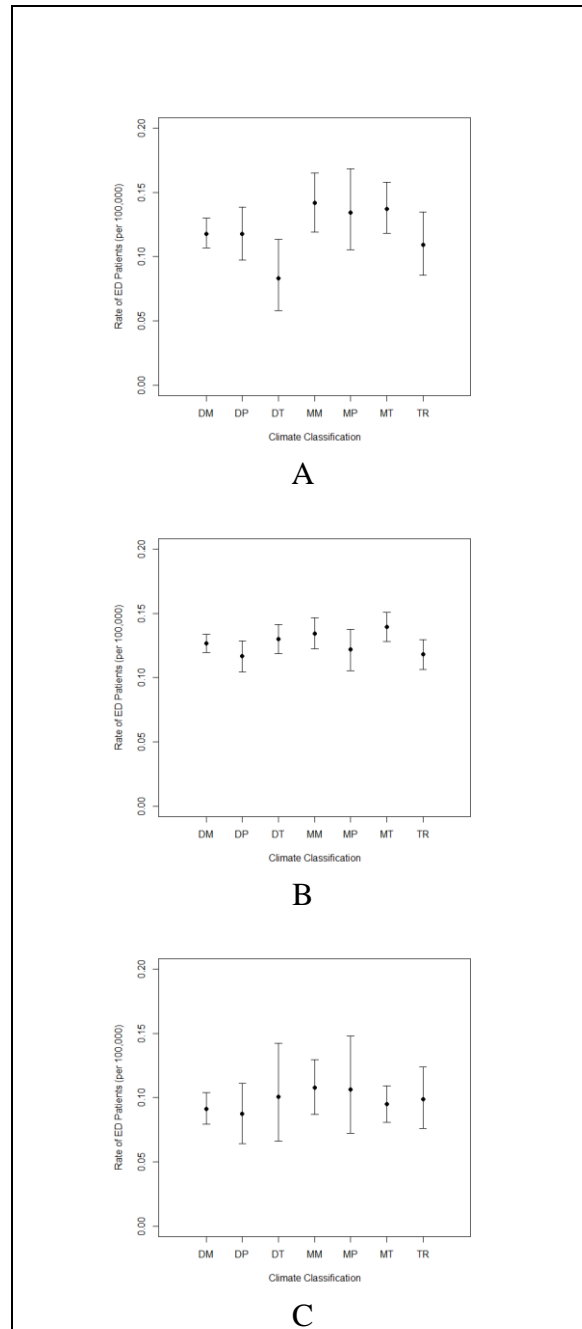 0.20
0.15
0.10
0.05
0.00
Rate of ED Patients (per 100,000)
DM DP DT MM MP MT TR
Climate Classification
A
0.20
0.15
0.10
0.05
0.00
Rate of ED Patients (per 100,000)
DM DP DT MM MP MT TR
Climate Classification
B
0.20
0.15
0.10
0.05
0.00
Rate of ED Patients (per 100,000)
DM DP DT MM MP MT TR
Climate Classification
C